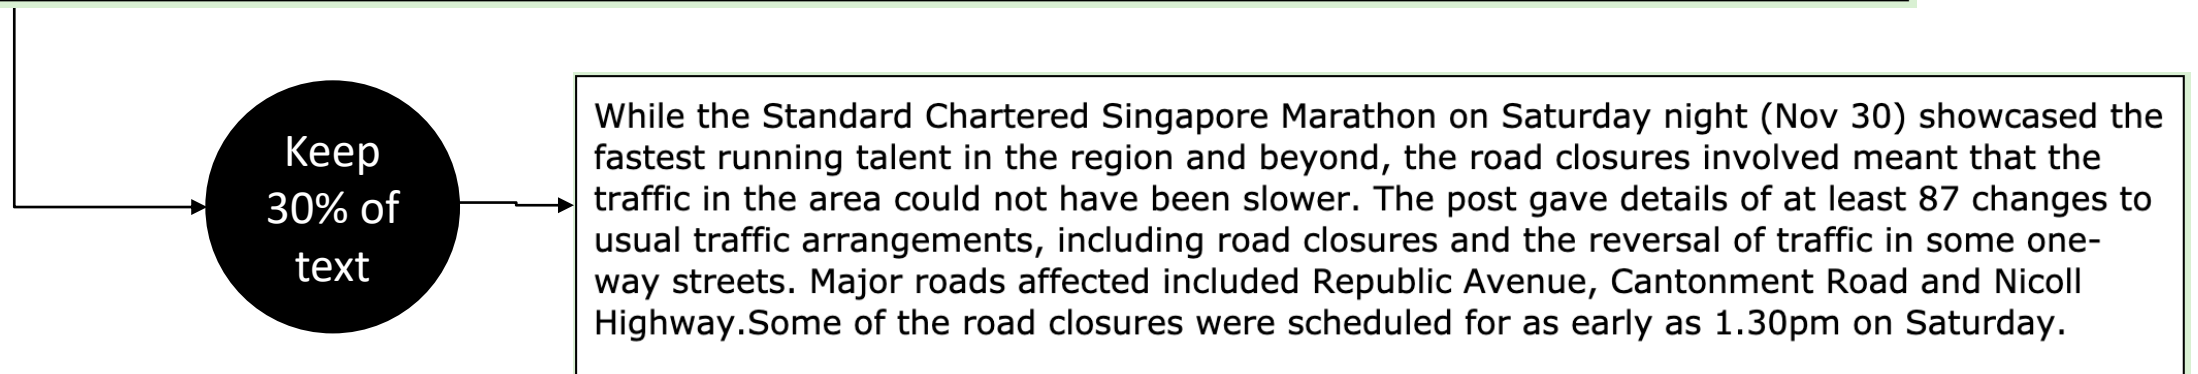 Keep
30% of
text
While the Standard Chartered Singapore Marathon on Saturday night (Nov 30) showcased the
fastest running talent in the region and beyond, the road closures involved meant that the
traffic in the area could not have been slower. The post gave details of at least 87 changes to
usual traffic arrangements, including road closures and the reversal of traffic in some one-
way streets. Major roads affected included Republic Avenue, Cantonment Road and Nicoll
Highway.Some of the road closures were scheduled for as early as 1.30pm on Saturday.